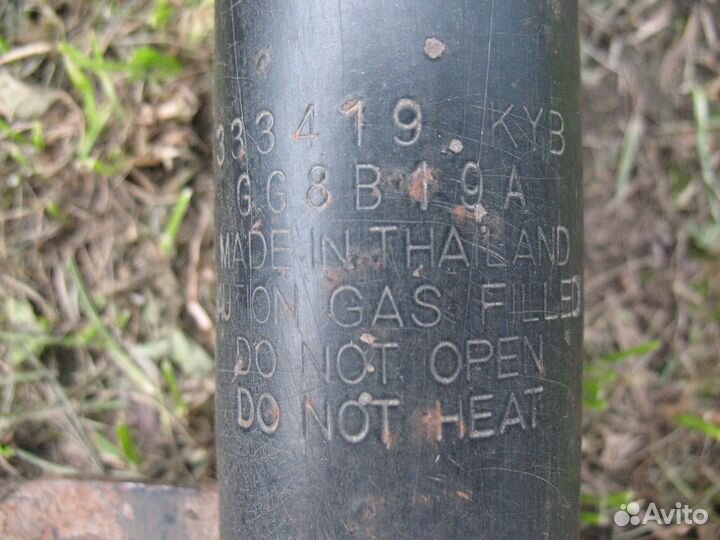 333419 KYB
GG8B19A
MADE IN THAILAND
UTION GAS FILLED
DO NOT OPEN
DO NOT HEAT
Avito